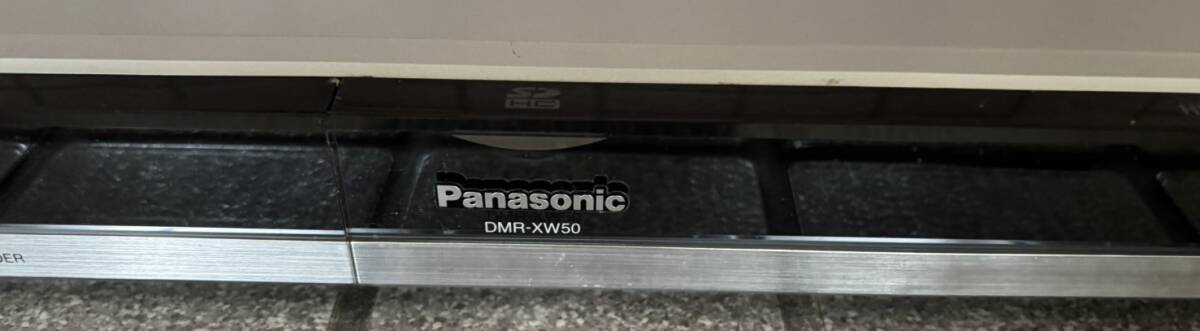 SD
HC
Panasonic
DMR-XW50
DER